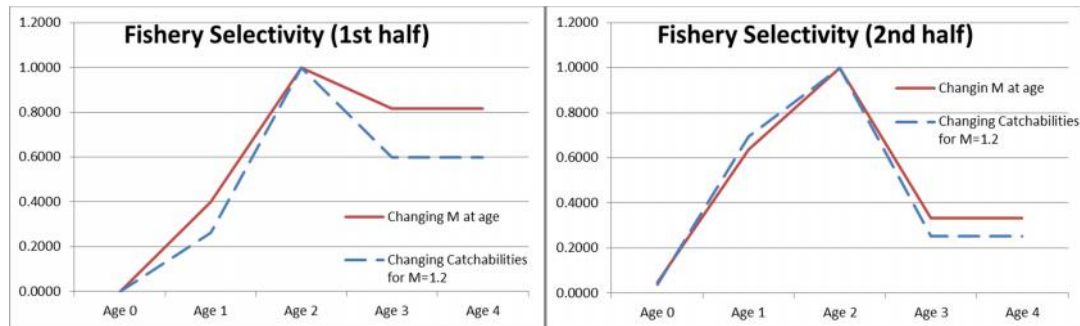 Fishery Selectivity (1st half)
1.2000
1.0000
0.8000
0.6000
0.4000
0.2000
0.0000
Changing M at age
Changing Catchabilities
for M=1.2
Age 0 Age 1 Age 2 Age 3 Age 4
Fishery Selectivity (2nd half)
1.2000
1.0000
0.8000
0.6000
0.4000
0.2000
0.0000
Changin M at age
Changing Catchabilities
for M=1.2
Age 0 Age 1 Age 2 Age 3 Age 4